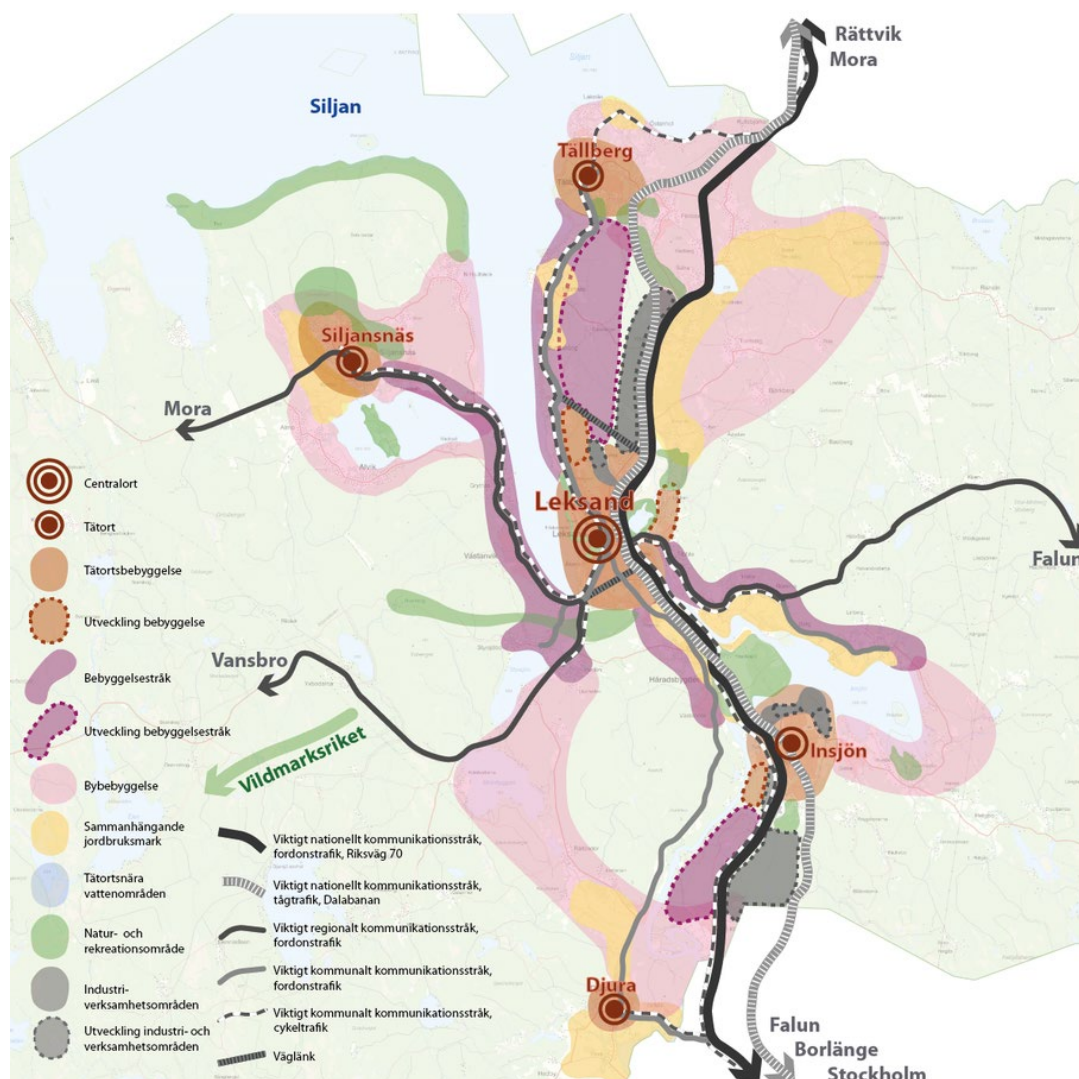 Rättvik
Mora
Siljan
Tällberg
Siljansnäs
Mora
Leksand
Falun
Vansbro
Vildmarksriket
Insjön
Djura
Falun
Borlänge
Stockholm
Centralort
Tätort
Tätortsbebyggelse
Utveckling bebyggelse
Bebyggelsestråk
Utveckling bebyggelsestråk
Bybebyggelse
Sammanhängande
jordbruksmark
Tätortsnära
vattenområden
Natur- och
rekreationsområde
Industri-
verksamhetsområden
Utveckling industri- och
verksamhetsområden
Viktigt nationellt kommunikationsstråk,
fordonstrafik, Riksväg 70
Viktigt nationellt kommunikationsstråk,
tågtrafik, Dalabanan
Viktigt regionalt kommunikationsstråk,
fordonstrafik
Viktigt kommunalt kommunikationsstråk,
fordonstrafik
Viktigt kommunalt kommunikationsstråk,
cykeltrafik
Väglänk